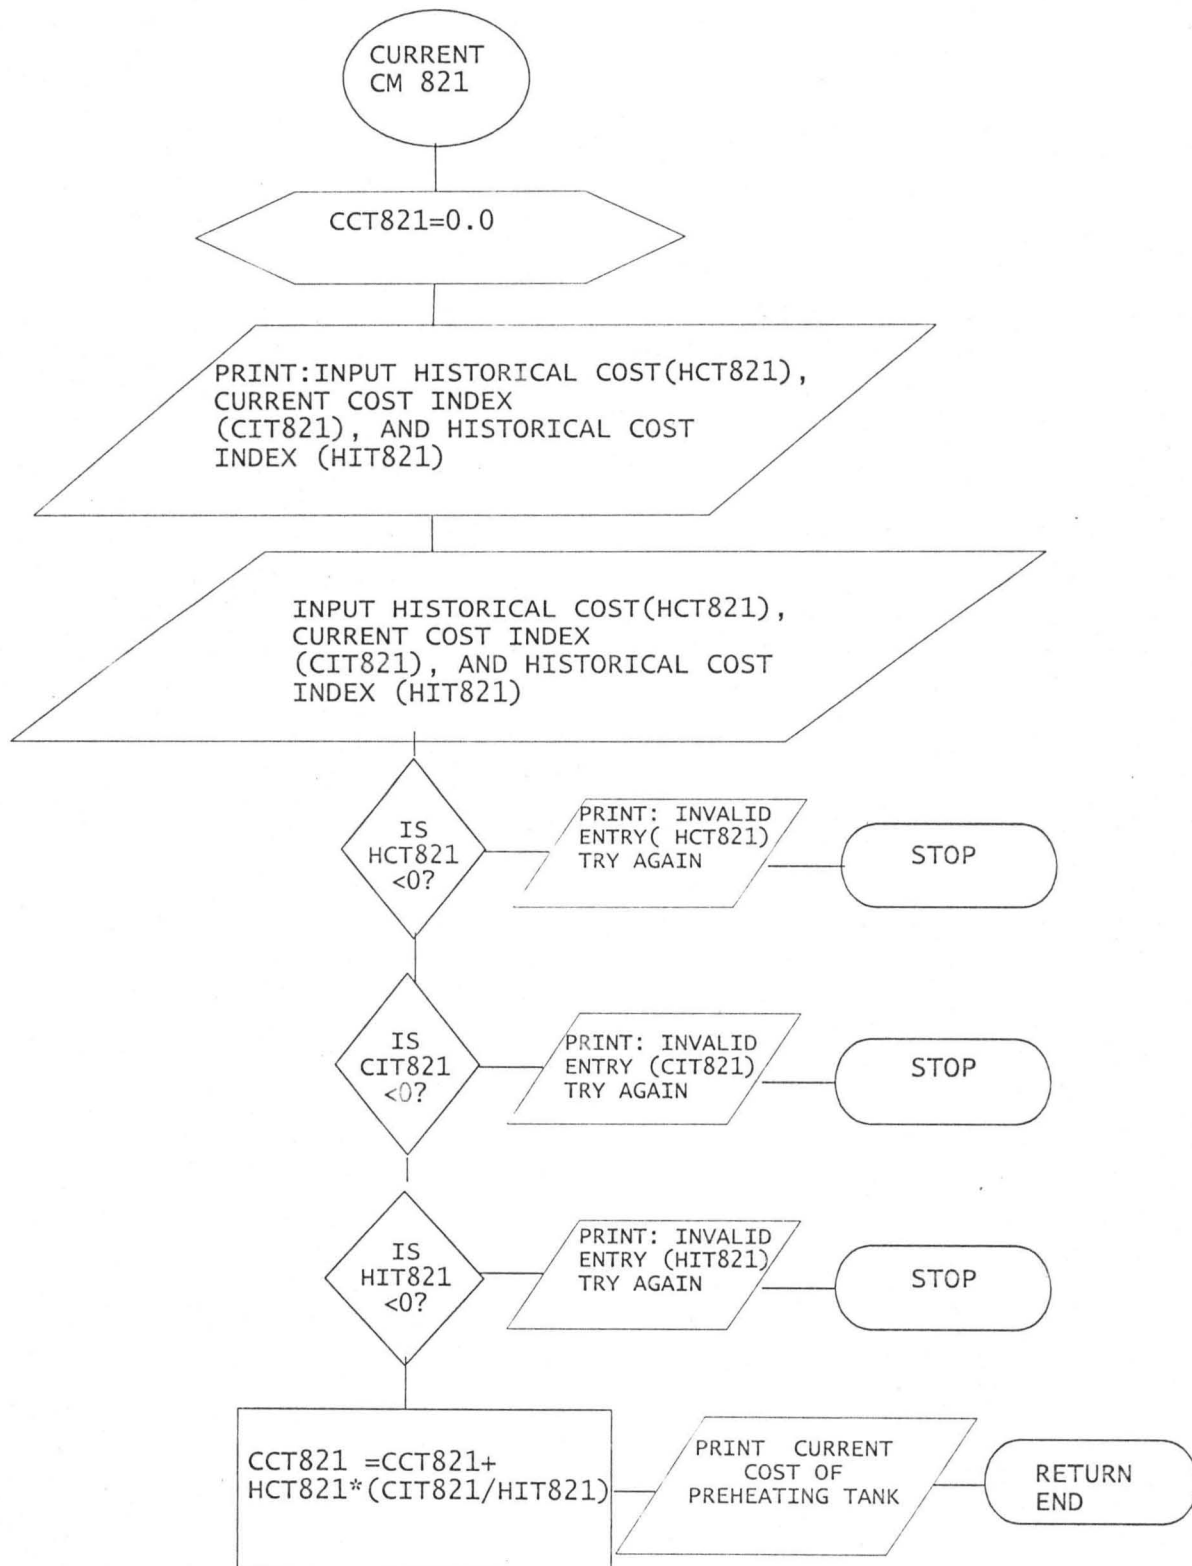 CURRENT
CM 821
CCT821=0.0
PRINT:INPUT HISTORICAL COST(HCT821),
CURRENT COST INDEX
(CIT821), AND HISTORICAL COST
INDEX (HIT821)
INPUT HISTORICAL COST(HCT821),
CURRENT COST INDEX
(CIT821), AND HISTORICAL COST
INDEX (HIT821)
IS
HCT821
<0?
PRINT: INVALID
ENTRY( HCT821)
TRY AGAIN
STOP
IS
CIT821
<0?
PRINT: INVALID
ENTRY (CIT821)
TRY AGAIN
STOP
IS
HIT821
<0?
PRINT: INVALID
ENTRY (HIT821)
TRY AGAIN
STOP
CCT821 =CCT821+
HCT821*(CIT821/HIT821)
PRINT CURRENT
COST OF
PREHEATING TANK
RETURN
END